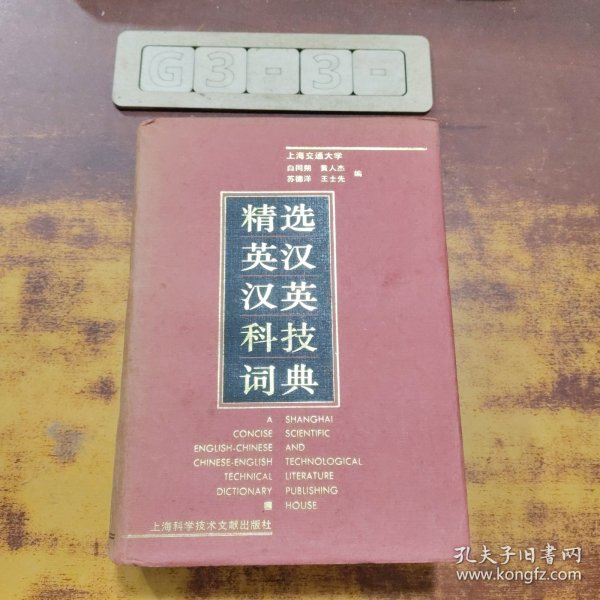 G3-3-
上海交通大学
白同朔 黄人杰
苏德洋 王士先 编
精选
英汉
汉英
科技
词典
A SHANGHAI
CONCISE SCIENTIFIC
ENGLISH-CHINESE AND
CHINESE-ENGLISH TECHNOLOGICAL
TECHNICAL LITERATURE
DICTIONARY PUBLISHING
HOUSE
上海科学技术文献出版社
孔夫子旧书网
www.kongfz.com